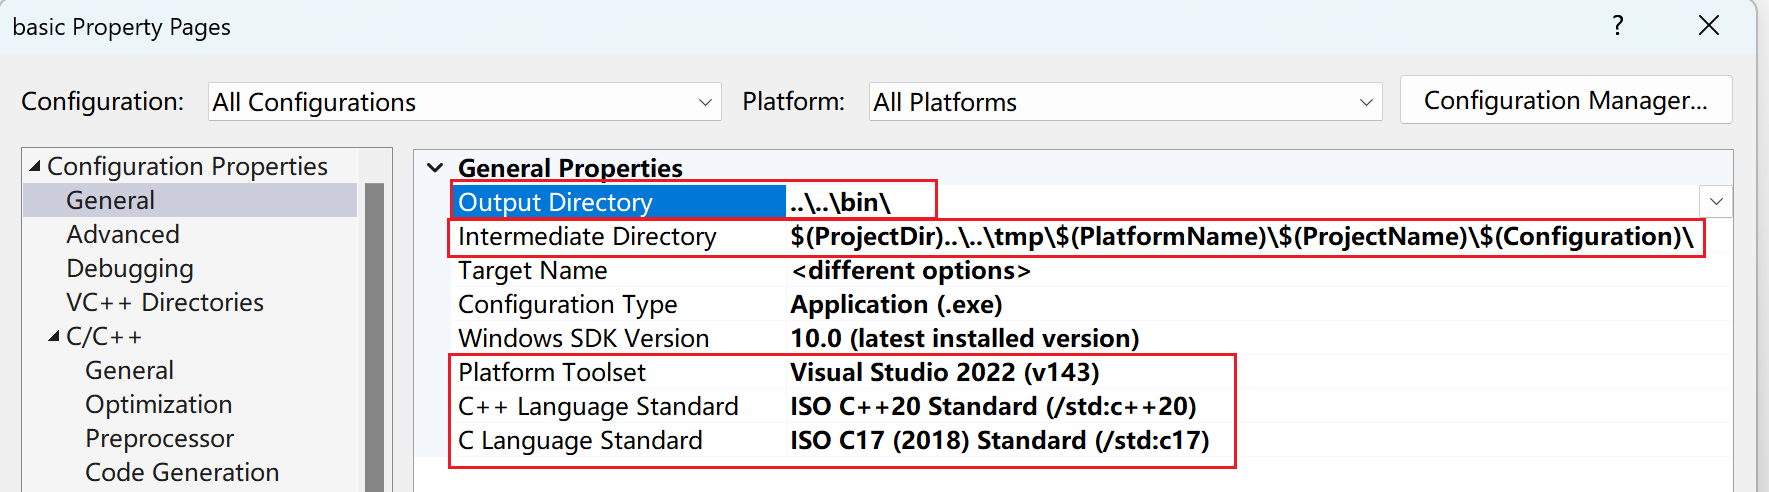 basic Property Pages
?
Configuration: All Configurations Platform: All Platforms Configuration Manager...
Configuration Properties
General
Advanced
Debugging
VC++ Directories
C/C++
General
Optimization
Preprocessor
Code Generation
General Properties
Output Directory ..\..\bin\
Intermediate Directory $(ProjectDir)..\..\tmp\$(PlatformName)\$(ProjectName)\$(Configuration)\
Target Name <different options>
Configuration Type Application (.exe)
Windows SDK Version 10.0 (latest installed version)
Platform Toolset Visual Studio 2022 (v143)
C++ Language Standard ISO C++20 Standard (/std:c++20)
C Language Standard ISO C17 (2018) Standard (/std:c17)